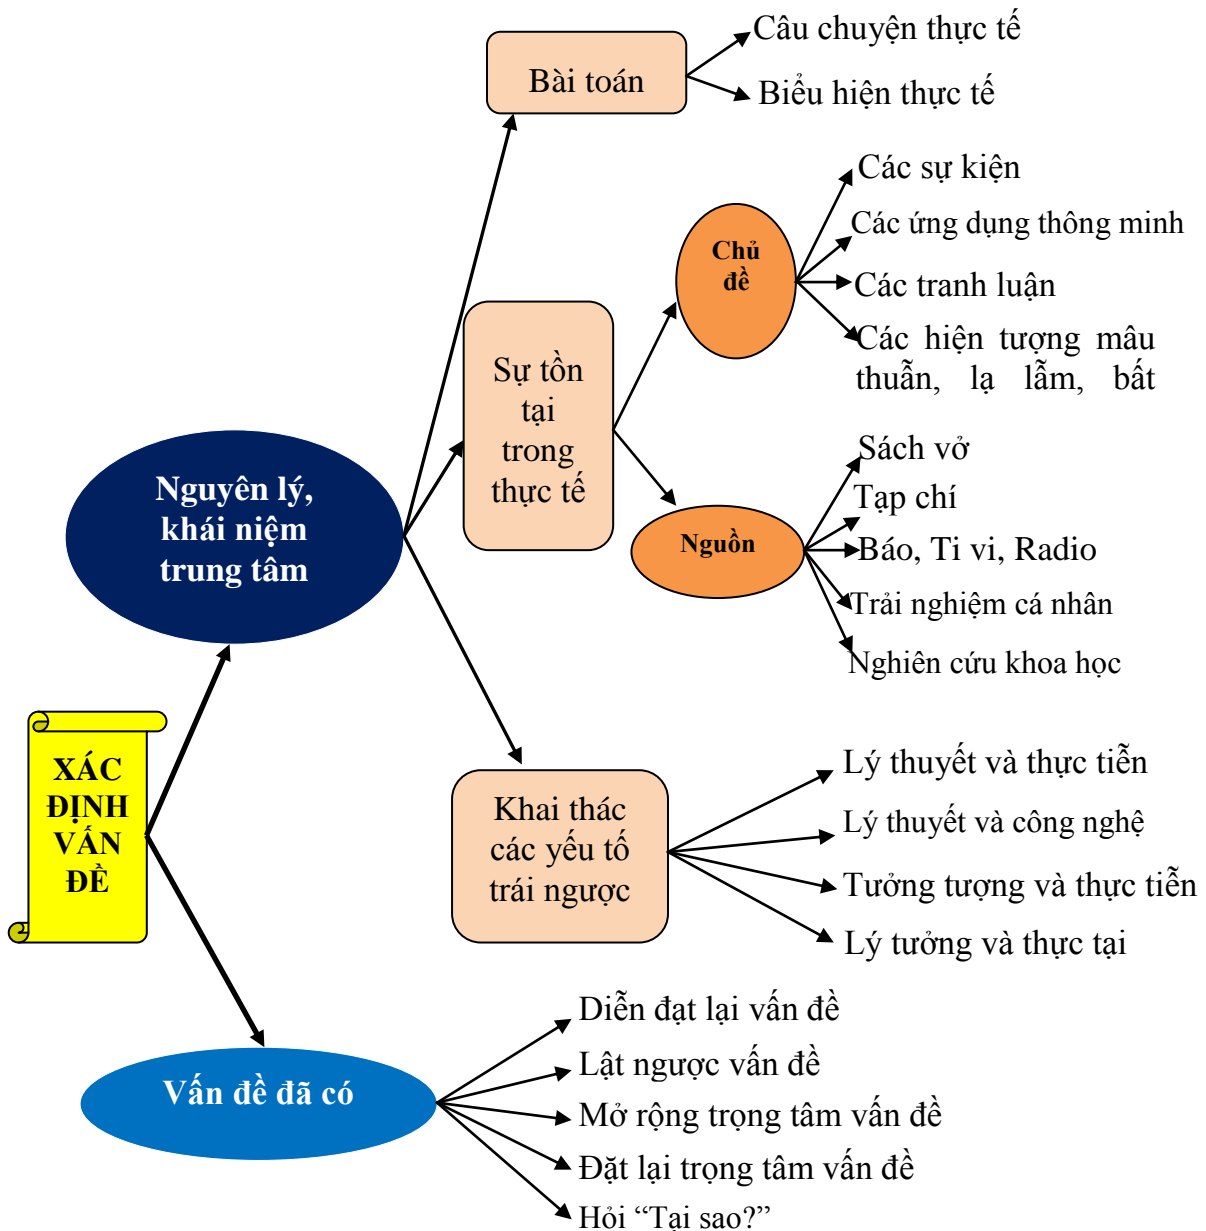 Câu chuyện thực tế
Bài toán
Biểu hiện thực tế
Các sự kiện
Các ứng dụng thông minh
Chủ
đề
Các tranh luận
Các hiện tượng mâu
thuẫn, lạ lẫm, bất
Sự tồn
tại
trong
thực tế
Sách vở
Tạp chí
Nguồn
Báo, Ti vi, Radio
Trải nghiệm cá nhân
Nghiên cứu khoa học
Nguyên lý,
khái niệm
trung tâm
XÁC
ĐỊNH
VẤN
ĐỀ
Khai thác
các yếu tố
trái ngược
Lý thuyết và thực tiễn
Lý thuyết và công nghệ
Tưởng tượng và thực tiễn
Lý tưởng và thực tại
Vấn đề đã có
Diễn đạt lại vấn đề
Lật ngược vấn đề
Mở rộng trọng tâm vấn đề
Đặt lại trọng tâm vấn đề
Hỏi “Tại sao?”